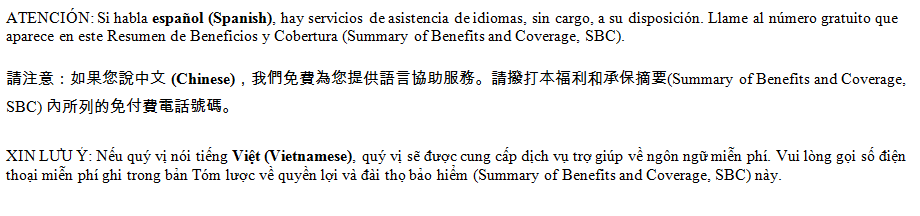 ATENCIÓN: Si habla español (Spanish), hay servicios de asistencia de idiomas, sin cargo, a su disposición. Llame al número gratuito que
aparece en este Resumen de Beneficios y Cobertura (Summary of Benefits and Coverage, SBC).
請注意：如果您說中文 (Chinese)，我們免費為您提供語言協助服務。請撥打本福利和承保摘要(Summary of Benefits and Coverage,
SBC) 內所列的免付費電話號碼。
XIN LƯU Ý: Nếu quý vị nói tiếng Việt (Vietnamese), quý vị sẽ được cung cấp dịch vụ trợ giúp về ngôn ngữ miễn phí. Vui lòng gọi số điện
thoại miễn phí ghi trong bản Tóm lược về quyền lợi và đài thọ bảo hiểm (Summary of Benefits and Coverage, SBC) này.